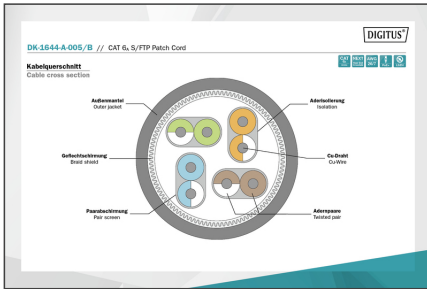 DIGITUS®
DK-1644-A-005/B // CAT 6A S/FTP Patch Cord
Kabelquerschnitt
Cable cross section
Außenmantel
Outer jacket
Aderisolierung
Isolation
Geflechtschirmung
Braid shield
Cu-Draht
Cu-Wire
Paarabschirmung
Pair screen
Adernpaare
Twisted pair